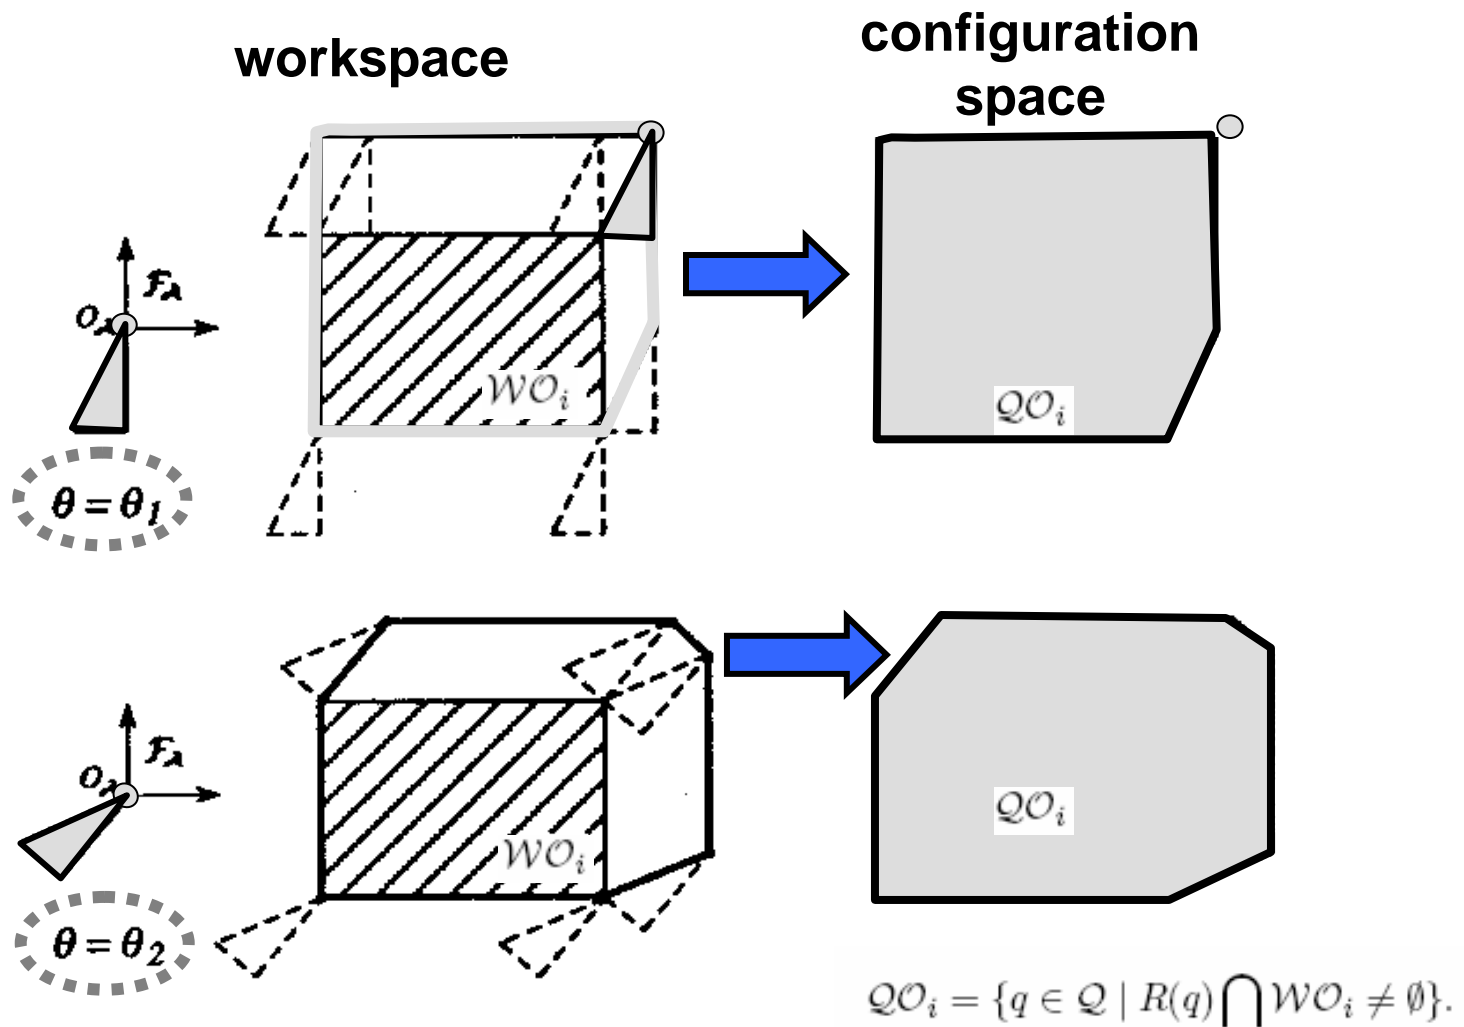 workspace
configuration
space
ℱ_A
O_A
𝒲𝒪_i
𝒬𝒪_i
θ = θ_1
ℱ_A
O_A
𝒲𝒪_i
𝒬𝒪_i
θ = θ_2
𝒬𝒪_i = {q ∈ 𝒬 | R(q) ⋂ 𝒲𝒪_i ≠ ∅}.